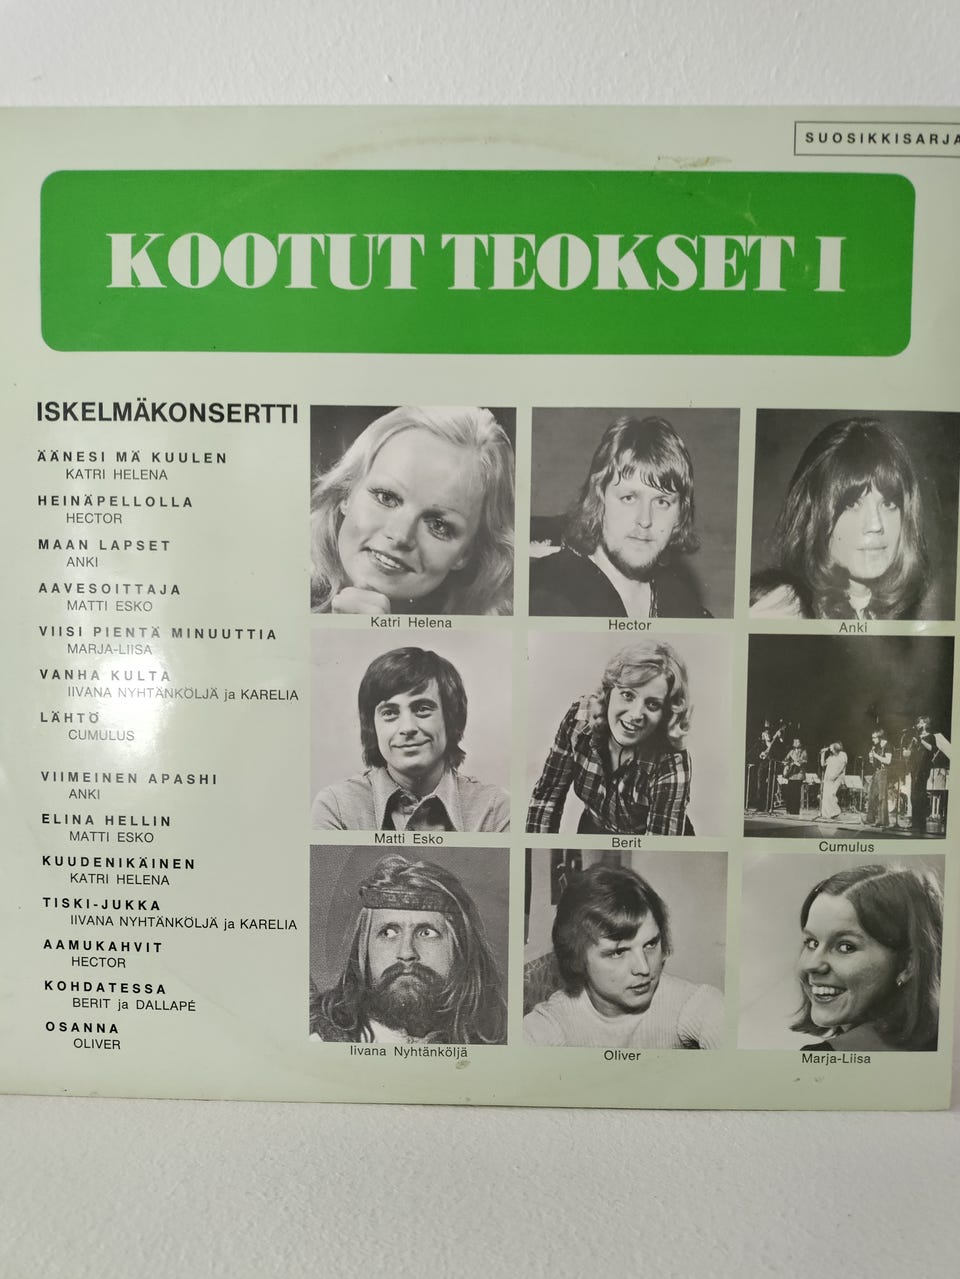 SUOSIKKISARJA
KOOTUT TEOKSET I
ISKELMÄKONSERTTI
ÄÄNESI MÄ KUULEN
KATRI HELENA
HEINÄPELLOLLA
HECTOR
MAAN LAPSET
ANKI
AAVESOITTAJA
MATTI ESKO
VIISI PIENTÄ MINUUTTIA
MARJA-LIISA
VANHA KULTA
IIVANA NYHTÄNKÖLJÄ ja KARELIA
LÄHTÖ
CUMULUS
VIIMEINEN APASHI
ANKI
ELINA HELLIN
MATTI ESKO
KUUDENIKÄINEN
KATRI HELENA
TISKI-JUKKA
IIVANA NYHTÄNKÖLJÄ ja KARELIA
AAMUKAHVIT
HECTOR
KOHDATESSA
BERIT ja DALLAPÉ
OSANNA
OLIVER
Katri Helena
Hector
Anki
Matti Esko
Berit
Cumulus
Iivana Nyhtänköljä
Oliver
Marja-Liisa